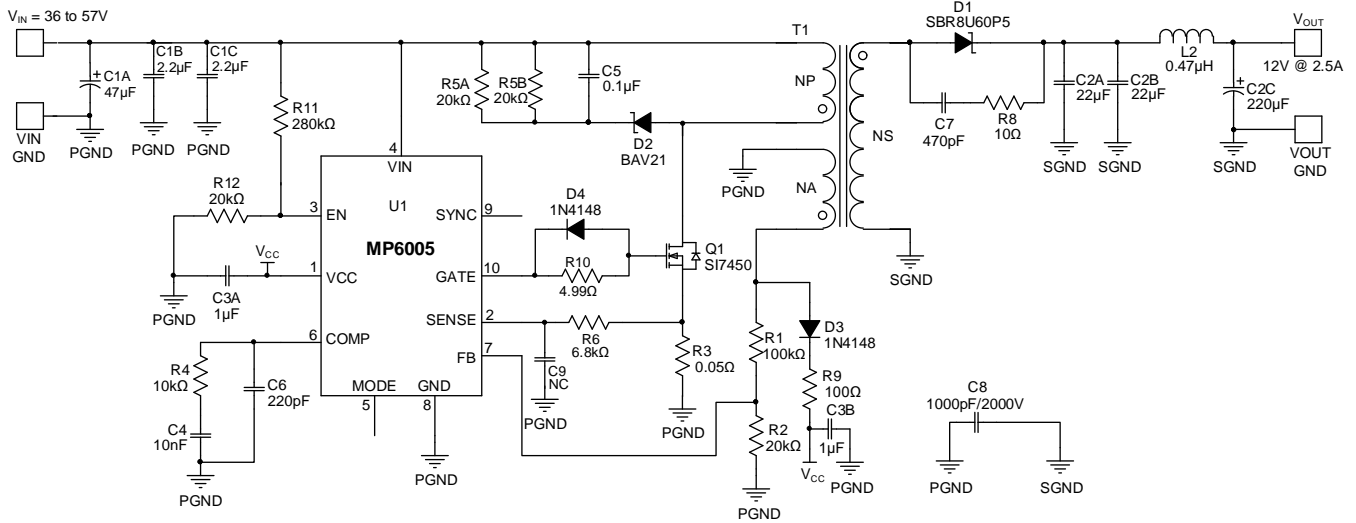 V_IN = 36 to 57V
C1A
47µF
C1B
2.2µF
C1C
2.2µF
VIN
GND
PGND
PGND
PGND
R11
280kΩ
R5A
20kΩ
R5B
20kΩ
C5
0.1µF
D2
BAV21
T1
NP
NS
NA
PGND
D1
SBR8U60P5
C7
470pF
R8
10Ω
C2A
22µF
C2B
22µF
L2
0.47µH
C2C
220µF
V_OUT
12V @ 2.5A
SGND
SGND
SGND
VOUT
GND
SGND
R12
20kΩ
V_CC
C3A
1µF
PGND
4
VIN
U1
MP6005
3
EN
SYNC
9
1
VCC
GATE
10
6
COMP
SENSE
2
FB
7
MODE
5
GND
8
PGND
R4
10kΩ
C6
220pF
C4
10nF
PGND
D4
1N4148
R10
4.99Ω
Q1
SI7450
R6
6.8kΩ
C9
NC
PGND
R3
0.05Ω
PGND
R1
100kΩ
R2
20kΩ
PGND
D3
1N4148
R9
100Ω
C3B
1µF
V_CC
PGND
C8
1000pF/2000V
PGND
SGND